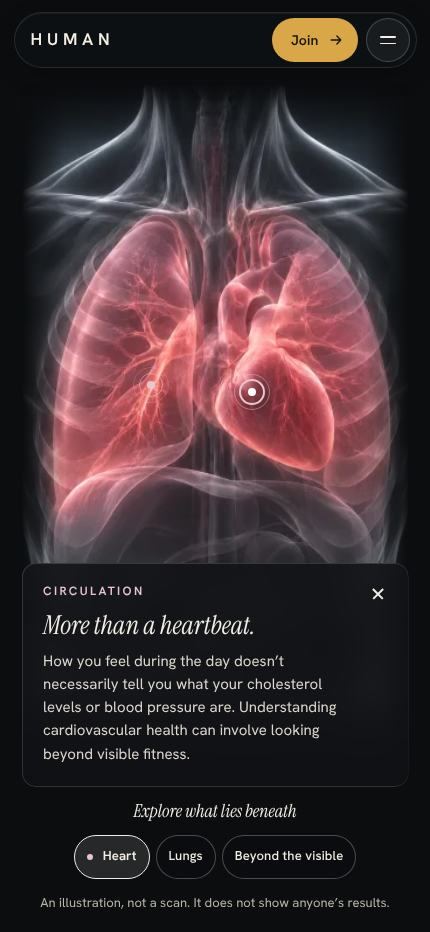 HUMAN
Join →
CIRCULATION
More than a heartbeat.
How you feel during the day doesn’t
necessarily tell you what your cholesterol
levels or blood pressure are. Understanding
cardiovascular health can involve looking
beyond visible fitness.
Explore what lies beneath
Heart
Lungs
Beyond the visible
An illustration, not a scan. It does not show anyone’s results.